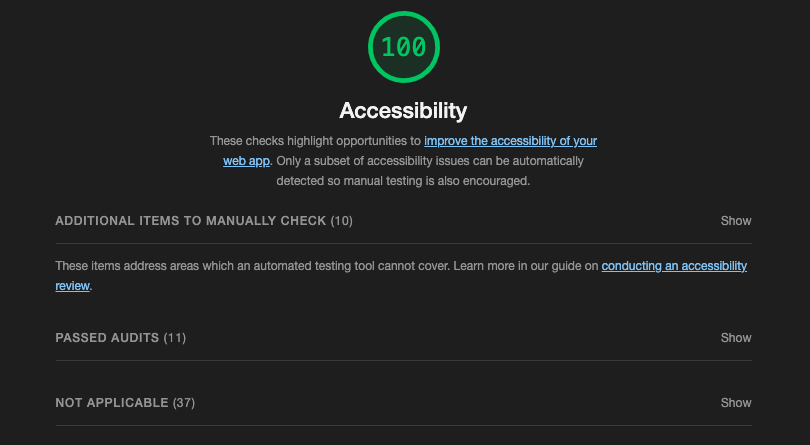 100
Accessibility
These checks highlight opportunities to improve the accessibility of your
web app. Only a subset of accessibility issues can be automatically
detected so manual testing is also encouraged.
ADDITIONAL ITEMS TO MANUALLY CHECK (10) Show
These items address areas which an automated testing tool cannot cover. Learn more in our guide on conducting an accessibility
review.
PASSED AUDITS (11) Show
NOT APPLICABLE (37) Show